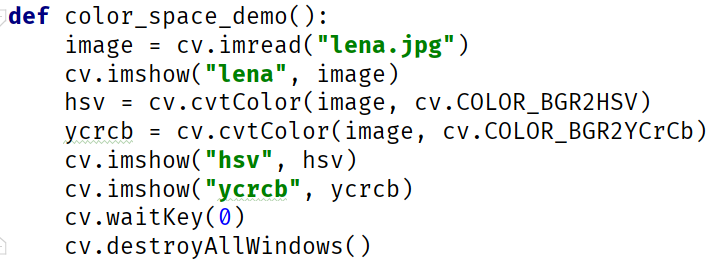 def color_space_demo():
    image = cv.imread("lena.jpg")
    cv.imshow("lena", image)
    hsv = cv.cvtColor(image, cv.COLOR_BGR2HSV)
    ycrcb = cv.cvtColor(image, cv.COLOR_BGR2YCrCb)
    cv.imshow("hsv", hsv)
    cv.imshow("ycrcb", ycrcb)
    cv.waitKey(0)
    cv.destroyAllWindows()